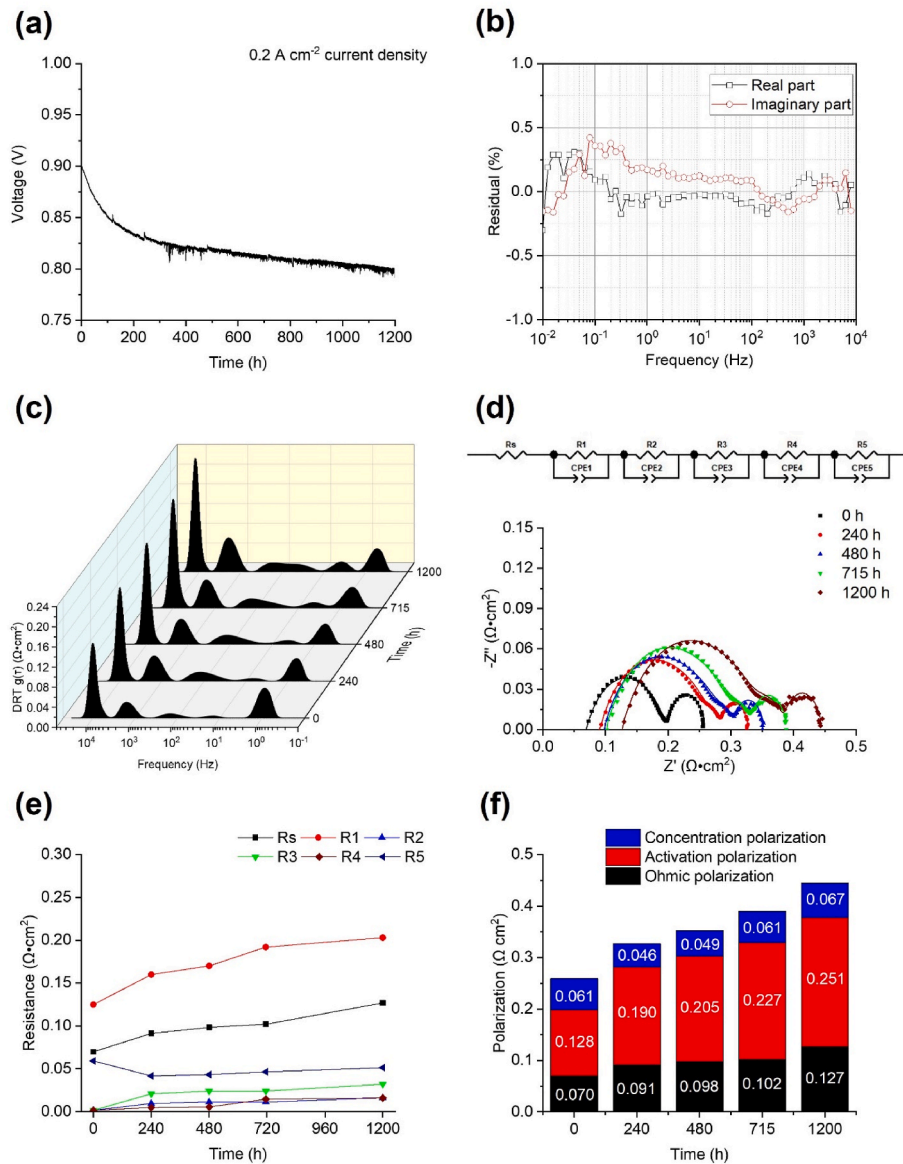 (a)
0.2 A cm⁻² current density
1.00
0.95
0.90
0.85
0.80
0.75
Voltage (V)
0 200 400 600 800 1000 1200
Time (h)
(b)
1.0
0.5
0.0
-0.5
-1.0
Residual (%)
Real part
Imaginary part
10⁻² 10⁻¹ 10⁰ 10¹ 10² 10³ 10⁴
Frequency (Hz)
(c)
0.24
0.20
0.16
0.12
0.08
0.04
0.00
DRT g(τ) (Ω•cm²)
10⁴ 10³ 10² 10¹ 10⁰ 10⁻¹
Frequency (Hz)
1200
715
480
240
0
Time (h)
(d)
Rs R1 R2 R3 R4 R5
CPE1 CPE2 CPE3 CPE4 CPE5
0 h
240 h
480 h
715 h
1200 h
0.15
0.12
0.09
0.06
0.03
0.00
-Z'' (Ω•cm²)
0.0 0.1 0.2 0.3 0.4 0.5
Z' (Ω•cm²)
(e)
Rs R1 R2
R3 R4 R5
0.30
0.25
0.20
0.15
0.10
0.05
0.00
Resistance (Ω•cm²)
0 240 480 720 960 1200
Time (h)
(f)
Concentration polarization
Activation polarization
Ohmic polarization
0.5
0.4
0.3
0.2
0.1
0.0
Polarization (Ω cm²)
0.061 0.046 0.049 0.061 0.067
0.128 0.190 0.205 0.227 0.251
0.070 0.091 0.098 0.102 0.127
0 240 480 715 1200
Time (h)